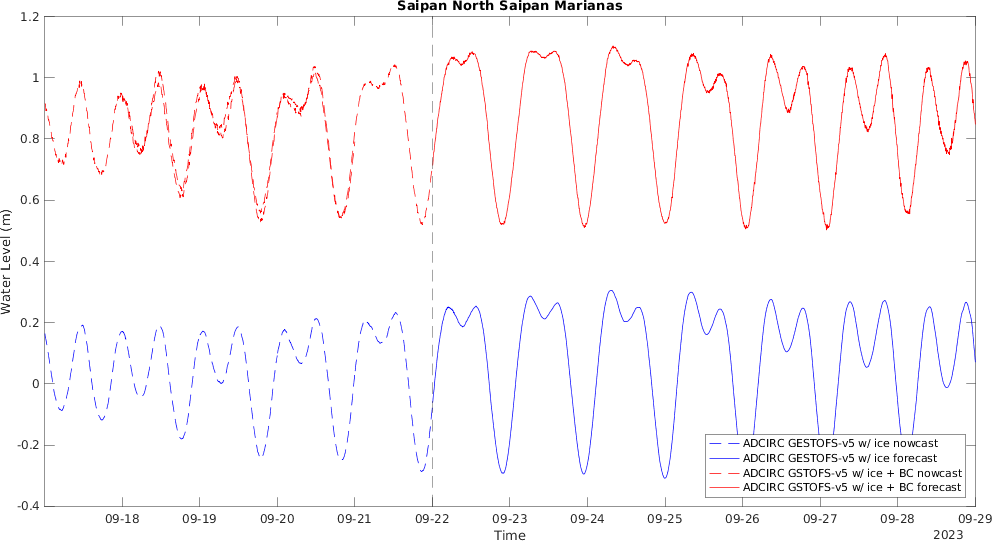 Saipan North Saipan Marianas
Water Level (m)
1.2
1
0.8
0.6
0.4
0.2
0
-0.2
-0.4
ADCIRC GESTOFS-v5 w/ ice nowcast
ADCIRC GESTOFS-v5 w/ ice forecast
ADCIRC GSTOFS-v5 w/ ice + BC nowcast
ADCIRC GSTOFS-v5 w/ ice + BC forecast
09-18 09-19 09-20 09-21 09-22 09-23 09-24 09-25 09-26 09-27 09-28 09-29
Time
2023